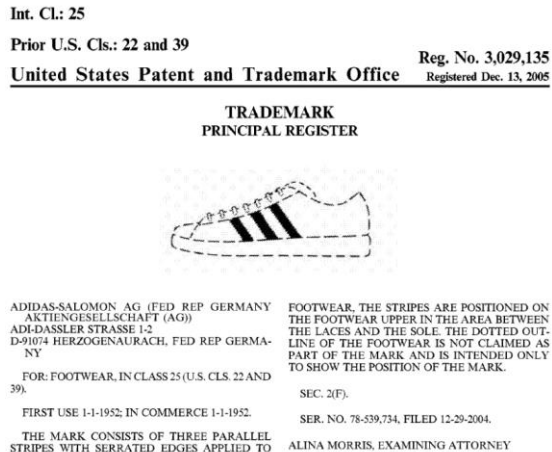 Int. Cl.: 25
Prior U.S. Cls.: 22 and 39
Reg. No. 3,029,135
United States Patent and Trademark Office
Registered Dec. 13, 2005
TRADEMARK
PRINCIPAL REGISTER
ADIDAS-SALOMON AG (FED REP GERMANY
AKTIENGESELLSCHAFT (AG))
ADI-DASSLER STRASSE 1-2
D-91074 HERZOGENAURACH, FED REP GERMA-
NY
FOR: FOOTWEAR, IN CLASS 25 (U.S. CLS. 22 AND
39).
FIRST USE 1-1-1952; IN COMMERCE 1-1-1952.
THE MARK CONSISTS OF THREE PARALLEL
STRIPES WITH SERRATED EDGES APPLIED TO
FOOTWEAR, THE STRIPES ARE POSITIONED ON
THE FOOTWEAR UPPER IN THE AREA BETWEEN
THE LACES AND THE SOLE. THE DOTTED OUT-
LINE OF THE FOOTWEAR IS NOT CLAIMED AS
PART OF THE MARK AND IS INTENDED ONLY
TO SHOW THE POSITION OF THE MARK.
SEC. 2(F).
SER. NO. 78-539,734, FILED 12-29-2004.
ALINA MORRIS, EXAMINING ATTORNEY